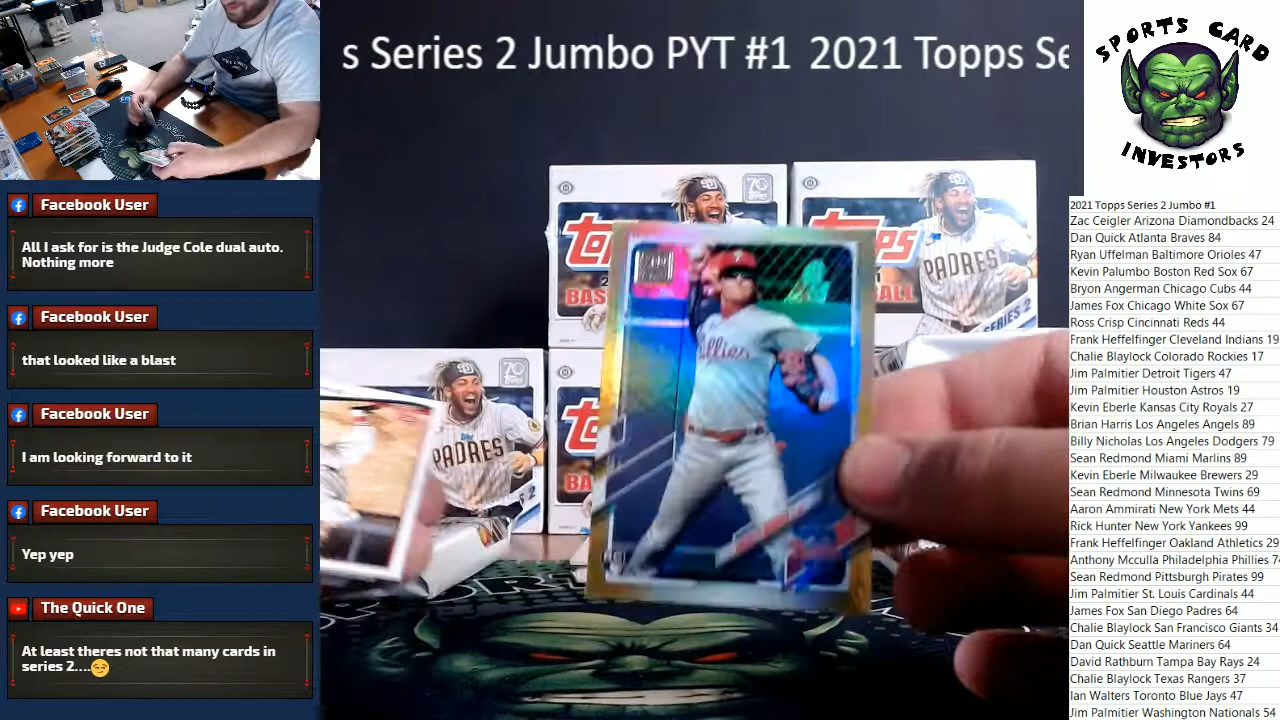 s Series 2 Jumbo PYT #1 2021 Topps Se
SPORTS CARD
INVESTORS
Facebook User
All I ask for is the Judge Cole dual auto.
Nothing more
Facebook User
that looked like a blast
Facebook User
I am looking forward to it
Facebook User
Yep yep
The Quick One
At least theres not that many cards in
series 2....😏
PADRES
PADRES
SERIES 2
70
70
2021 Topps Series 2 Jumbo #1
Zac Ceigler Arizona Diamondbacks 24
Dan Quick Atlanta Braves 84
Ryan Uffelman Baltimore Orioles 47
Kevin Palumbo Boston Red Sox 67
Bryon Angerman Chicago Cubs 44
James Fox Chicago White Sox 67
Ross Crisp Cincinnati Reds 44
Frank Heffelfinger Cleveland Indians 19
Chalie Blaylock Colorado Rockies 17
Jim Palmitier Detroit Tigers 47
Jim Palmitier Houston Astros 19
Kevin Eberle Kansas City Royals 27
Brian Harris Los Angeles Angels 89
Billy Nicholas Los Angeles Dodgers 79
Sean Redmond Miami Marlins 89
Kevin Eberle Milwaukee Brewers 29
Sean Redmond Minnesota Twins 69
Aaron Ammirati New York Mets 44
Rick Hunter New York Yankees 99
Frank Heffelfinger Oakland Athletics 29
Anthony Mcculla Philadelphia Phillies 74
Sean Redmond Pittsburgh Pirates 99
Jim Palmitier St. Louis Cardinals 44
James Fox San Diego Padres 64
Chalie Blaylock San Francisco Giants 34
Dan Quick Seattle Mariners 64
David Rathburn Tampa Bay Rays 24
Chalie Blaylock Texas Rangers 37
Ian Walters Toronto Blue Jays 47
Jim Palmitier Washington Nationals 54